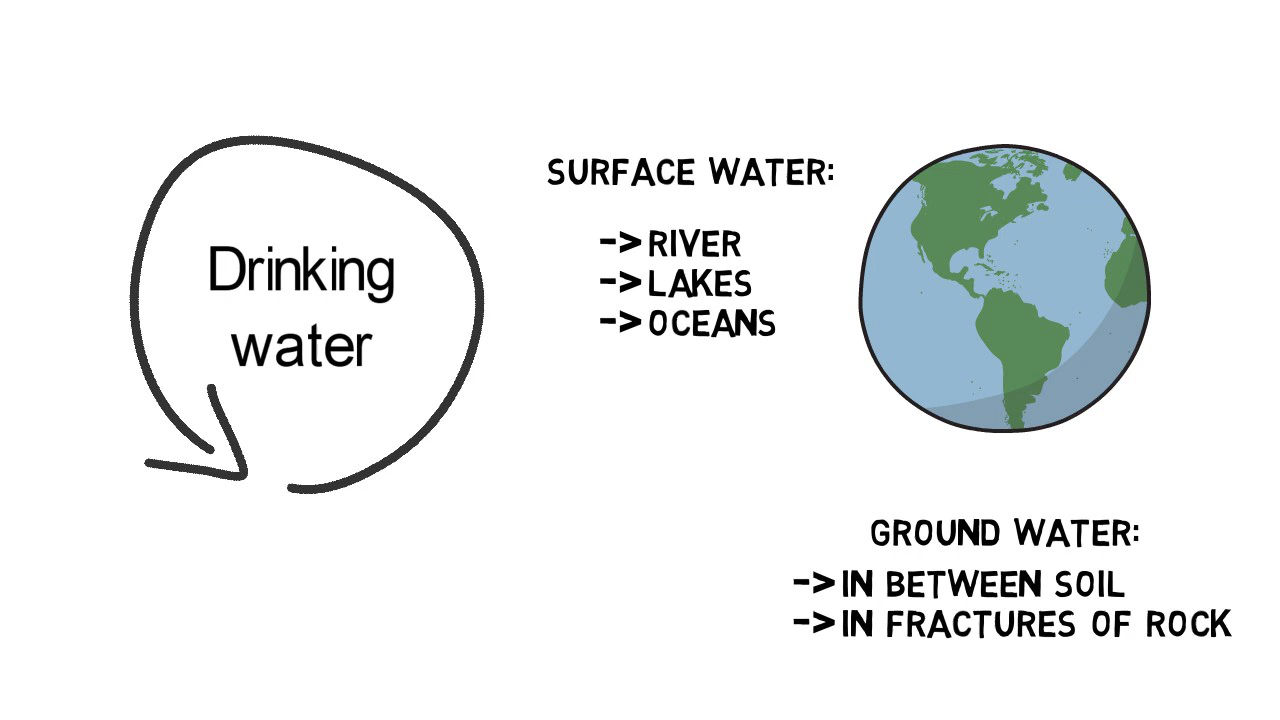 Drinking
water
SURFACE WATER:
->RIVER
->LAKES
->OCEANS
GROUND WATER:
->IN BETWEEN SOIL
->IN FRACTURES OF ROCK